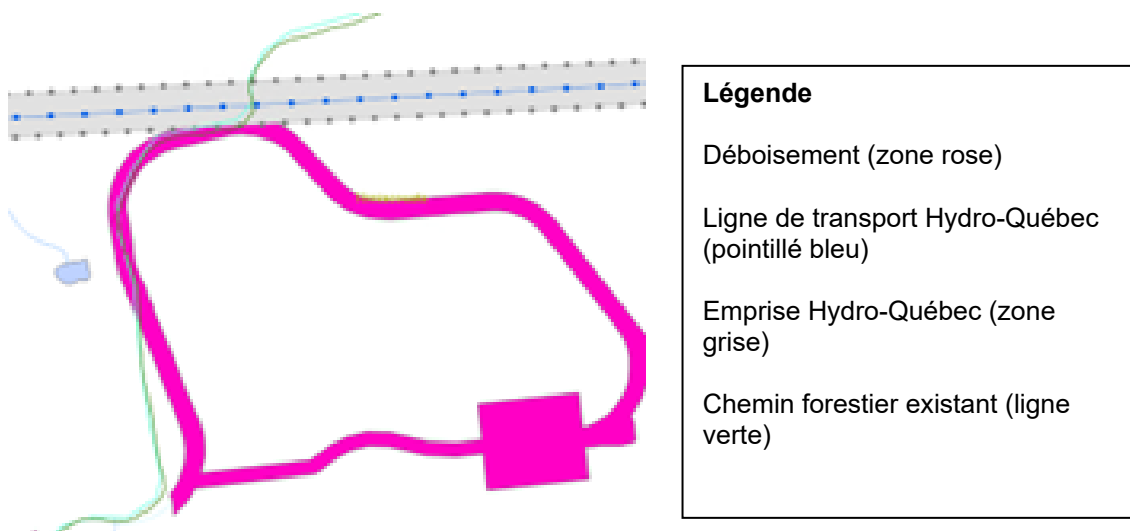 Légende
Déboisement (zone rose)
Ligne de transport Hydro-Québec
(pointillé bleu)
Emprise Hydro-Québec (zone
grise)
Chemin forestier existant (ligne
verte)